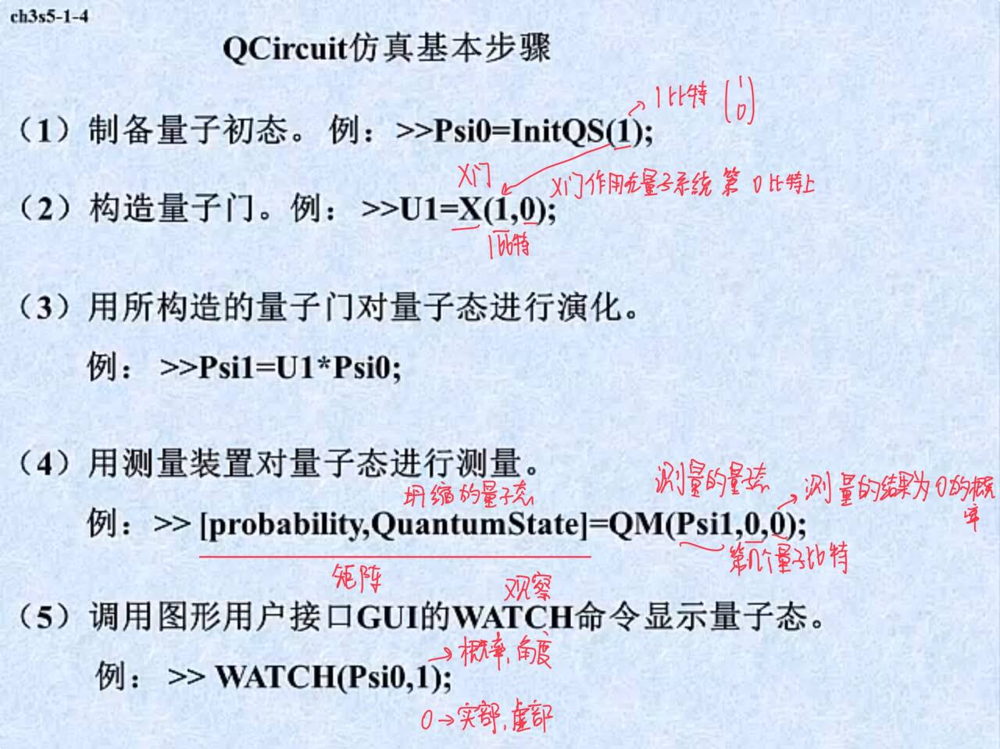 ch3s5-1-4
QCircuit仿真基本步骤
1比特 (1 0)
（1）制备量子初态。例：>>Psi0=InitQS(1);
X门
X门作用在量子系统 第 0比特上
（2）构造量子门。例： >>U1=X(1,0);
1比特
（3）用所构造的量子门对量子态进行演化。
例： >>Psi1=U1*Psi0;
（4）用测量装置对量子态进行测量。
坍缩的量子态
测量的量子态
测量的结果为0的概率
例：>> [probability,QuantumState]=QM(Psi1,0,0);
第几个量子比特
矩阵
观察
（5）调用图形用户接口GUI的WATCH命令显示量子态。
→概率,角度
例： >> WATCH(Psi0,1);
0→实部,虚部